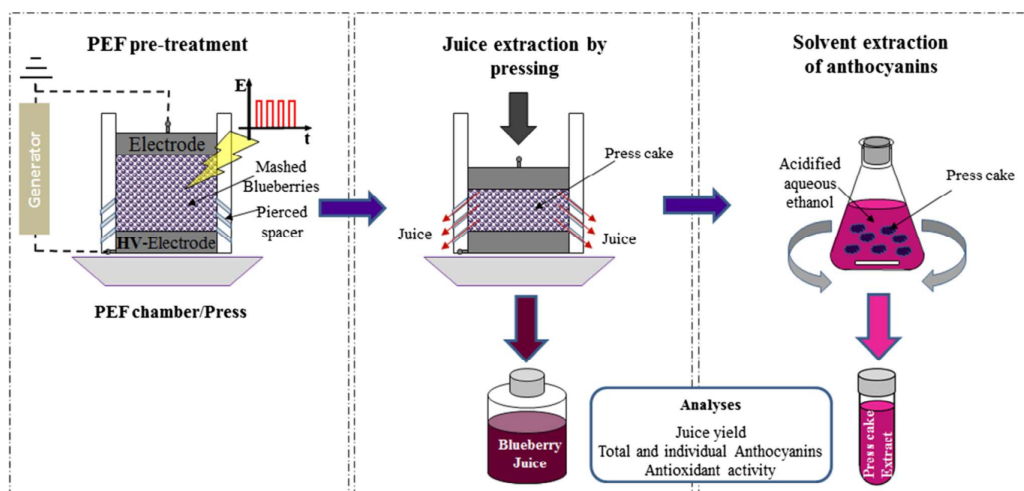 PEF pre-treatment
E
t
Generator
Electrode
Mashed
Blueberries
Pierced
spacer
HV-Electrode
PEF chamber/Press
Juice extraction by
pressing
Press cake
Juice
Juice
Blueberry
Juice
Solvent extraction
of anthocyanins
Acidified
aqueous
ethanol
Press cake
Press cake
Extract
Analyses
Juice yield
Total and individual Anthocyanins
Antioxidant activity